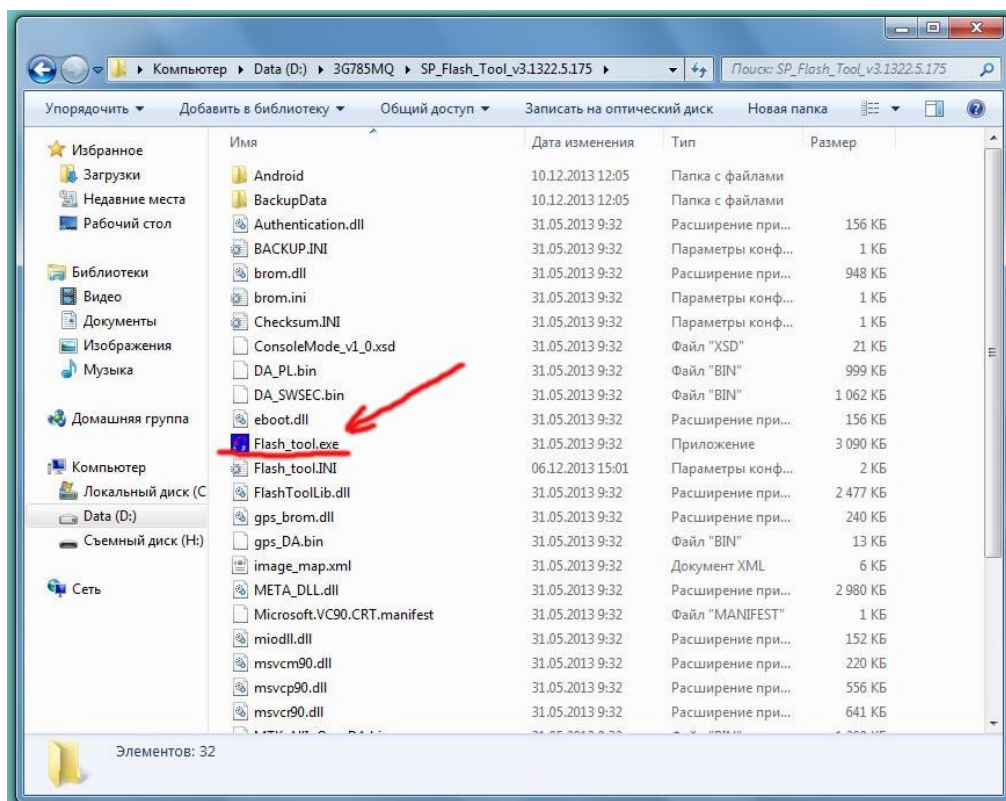 Компьютер ▸ Data (D:) ▸ 3G785MQ ▸ SP_Flash_Tool_v3.1322.5.175 ▸ Поиск: SP_Flash_Tool_v3.1322.5.175
Упорядочить Добавить в библиотеку Общий доступ Записать на оптический диск Новая папка
Избранное
Загрузки
Недавние места
Рабочий стол
Библиотеки
Видео
Документы
Изображения
Музыка
Домашняя группа
Компьютер
Локальный диск (C
Data (D:)
Съемный диск (H:)
Сеть
Имя Дата изменения Тип Размер
Android 10.12.2013 12:05 Папка с файлами
BackupData 10.12.2013 12:05 Папка с файлами
Authentication.dll 31.05.2013 9:32 Расширение при... 156 КБ
BACKUP.INI 31.05.2013 9:32 Параметры конф... 1 КБ
brom.dll 31.05.2013 9:32 Расширение при... 948 КБ
brom.ini 31.05.2013 9:32 Параметры конф... 1 КБ
Checksum.INI 31.05.2013 9:32 Параметры конф... 1 КБ
ConsoleMode_v1_0.xsd 31.05.2013 9:32 Файл "XSD" 21 КБ
DA_PL.bin 31.05.2013 9:32 Файл "BIN" 999 КБ
DA_SWSEC.bin 31.05.2013 9:32 Файл "BIN" 1 062 КБ
eboot.dll 31.05.2013 9:32 Расширение при... 156 КБ
Flash_tool.exe 31.05.2013 9:32 Приложение 3 090 КБ
Flash_tool.INI 06.12.2013 15:01 Параметры конф... 2 КБ
FlashToolLib.dll 31.05.2013 9:32 Расширение при... 2 477 КБ
gps_brom.dll 31.05.2013 9:32 Расширение при... 240 КБ
gps_DA.bin 31.05.2013 9:32 Файл "BIN" 13 КБ
image_map.xml 31.05.2013 9:32 Документ XML 6 КБ
META_DLL.dll 31.05.2013 9:32 Расширение при... 2 980 КБ
Microsoft.VC90.CRT.manifest 31.05.2013 9:32 Файл "MANIFEST" 1 КБ
miodll.dll 31.05.2013 9:32 Расширение при... 152 КБ
msvcm90.dll 31.05.2013 9:32 Расширение при... 220 КБ
msvcp90.dll 31.05.2013 9:32 Расширение при... 556 КБ
msvcr90.dll 31.05.2013 9:32 Расширение при... 641 КБ
Элементов: 32